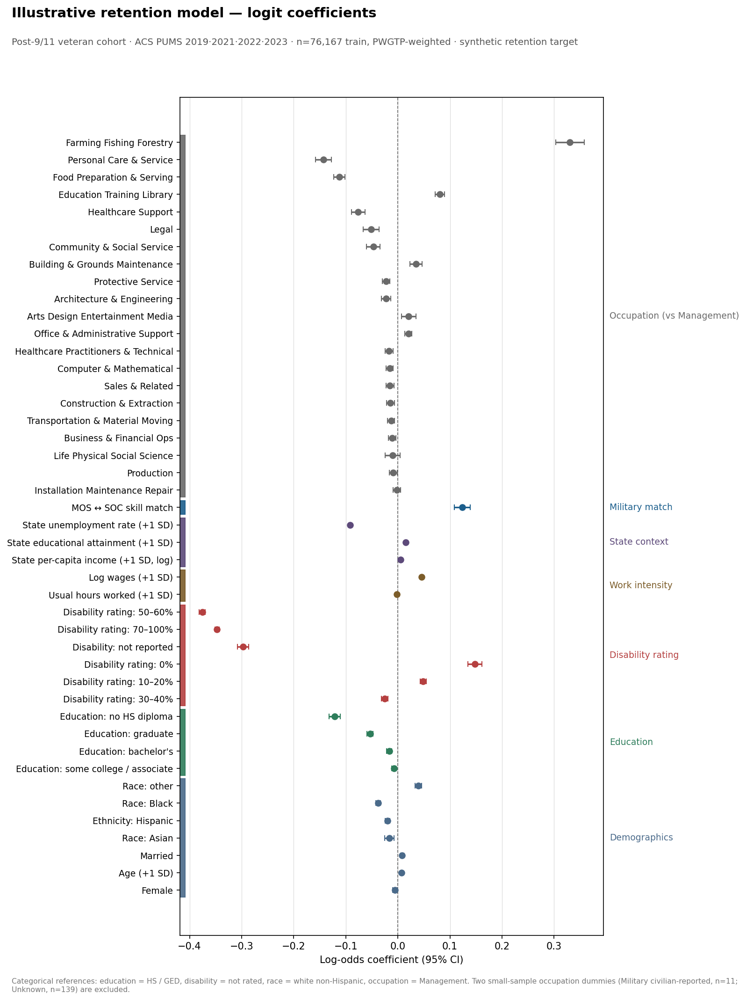 Illustrative retention model — logit coefficients
Post-9/11 veteran cohort · ACS PUMS 2019·2021·2022·2023 · n=76,167 train, PWGTP-weighted · synthetic retention target
Farming Fishing Forestry
Personal Care & Service
Food Preparation & Serving
Education Training Library
Healthcare Support
Legal
Community & Social Service
Building & Grounds Maintenance
Protective Service
Architecture & Engineering
Arts Design Entertainment Media
Occupation (vs Management)
Office & Administrative Support
Healthcare Practitioners & Technical
Computer & Mathematical
Sales & Related
Construction & Extraction
Transportation & Material Moving
Business & Financial Ops
Life Physical Social Science
Production
Installation Maintenance Repair
MOS ↔ SOC skill match
Military match
State unemployment rate (+1 SD)
State educational attainment (+1 SD)
State context
State per-capita income (+1 SD, log)
Log wages (+1 SD)
Work intensity
Usual hours worked (+1 SD)
Disability rating: 50–60%
Disability rating: 70–100%
Disability: not reported
Disability rating
Disability rating: 0%
Disability rating: 10–20%
Disability rating: 30–40%
Education: no HS diploma
Education: graduate
Education
Education: bachelor's
Education: some college / associate
Race: other
Race: Black
Ethnicity: Hispanic
Race: Asian
Demographics
Married
Age (+1 SD)
Female
−0.4 −0.3 −0.2 −0.1 0.0 0.1 0.2 0.3
Log-odds coefficient (95% CI)
Categorical references: education = HS / GED, disability = not rated, race = white non-Hispanic, occupation = Management. Two small-sample occupation dummies (Military civilian-reported, n=11;
Unknown, n=139) are excluded.